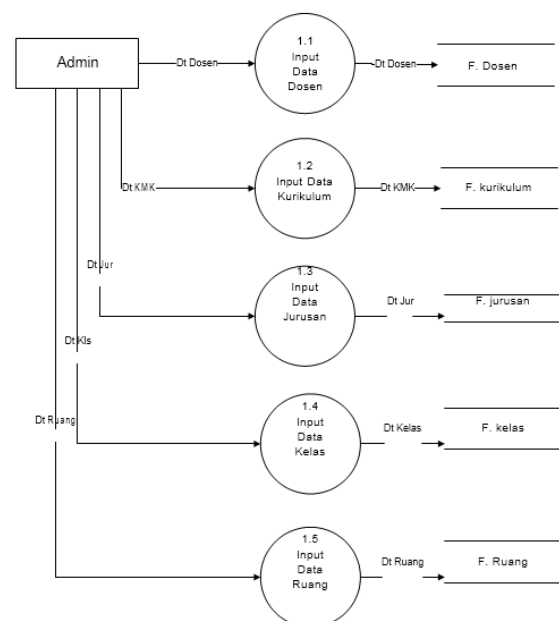 Admin
Dt Dosen
1.1
Input
Data
Dosen
Dt Dosen
F. Dosen
Dt KMK
1.2
Input Data
Kurikulum
Dt KMK
F. kurikulum
Dt Jur
1.3
Input
Data
Jurusan
Dt Jur
F. jurusan
Dt Kls
1.4
Input
Data
Kelas
Dt Kelas
F. kelas
Dt Ruang
1.5
Input
Data
Ruang
Dt Ruang
F. Ruang